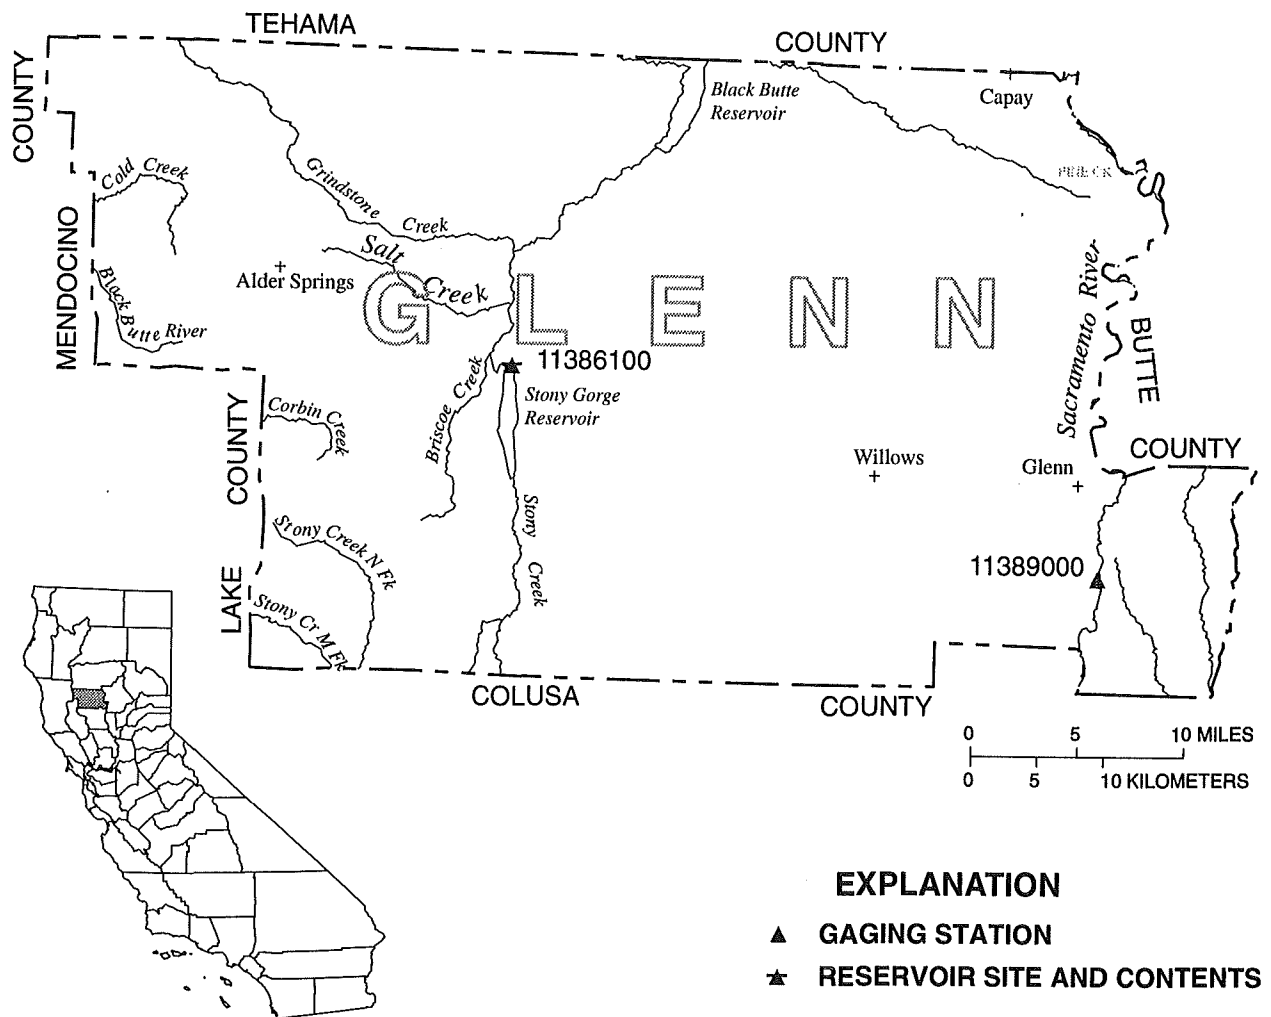 TEHAMA
COUNTY
COUNTY
Black Butte
Reservoir
Capay
Cold Creek
Grindstone
Creek
MENDOCINO
Salt
Creek
Alder Springs
GLENN
Black Butte River
Sacramento River
BUTTE
11386100
Stony Gorge
Reservoir
Briscoe Creek
Corbin Creek
COUNTY
COUNTY
Willows
Glenn
Stony
Creek
Stony Creek N Fk
11389000
LAKE
Stony Cr M Fk
COLUSA
COUNTY
0 5 10 MILES
0 5 10 KILOMETERS
EXPLANATION
GAGING STATION
RESERVOIR SITE AND CONTENTS